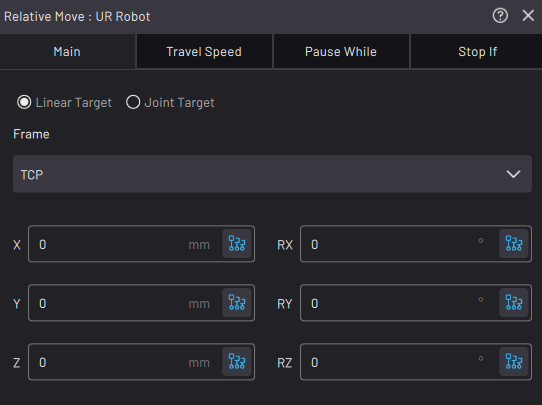 Relative Move : UR Robot
Main Travel Speed Pause While Stop If
Linear Target Joint Target
Frame
TCP
X 0 mm RX 0 °
Y 0 mm RY 0 °
Z 0 mm RZ 0 °